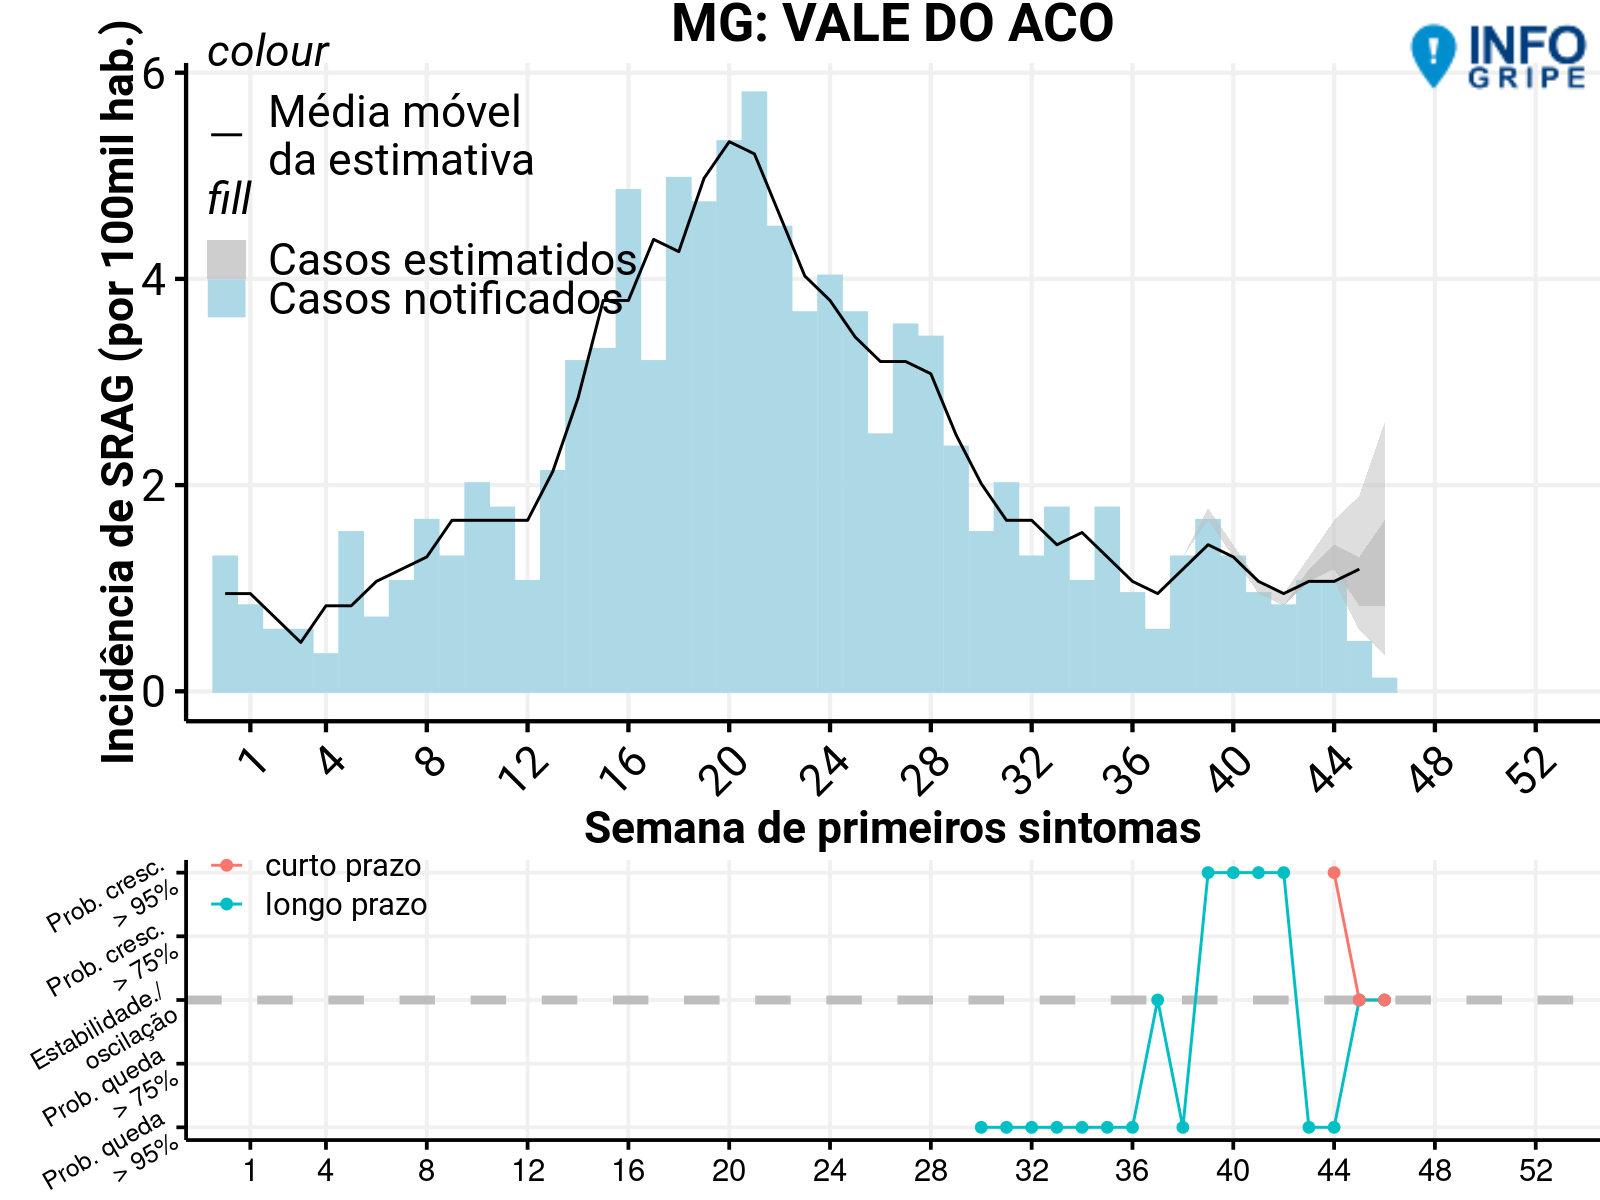 MG: VALE DO ACO
INFO
GRIPE
Incidência de SRAG (por 100mil hab.)
colour
Média móvel
da estimativa
fill
Casos estimatidos
Casos notificados
6
4
2
0
1 4 8 12 16 20 24 28 32 36 40 44 48 52
Semana de primeiros sintomas
curto prazo
longo prazo
Prob. cresc.
> 95%
Prob. cresc.
> 75%
Estabilidade./
oscilação
Prob. queda
> 75%
Prob. queda
> 95%
1 4 8 12 16 20 24 28 32 36 40 44 48 52